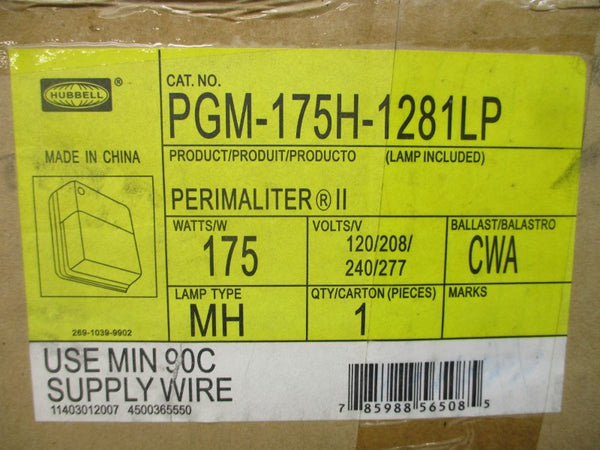 HUBBELL ®
CAT. NO.
PGM-175H-1281LP
MADE IN CHINA
PRODUCT/PRODUIT/PRODUCTO (LAMP INCLUDED)
PERIMALITER ® II
WATTS/W
175
VOLTS/V
120/208/
240/277
BALLAST/BALASTRO
CWA
LAMP TYPE
MH
QTY/CARTON (PIECES)
1
MARKS
269-1039-9902
USE MIN 90C
SUPPLY WIRE
11403012007 4500365550
7 85988 56508 5